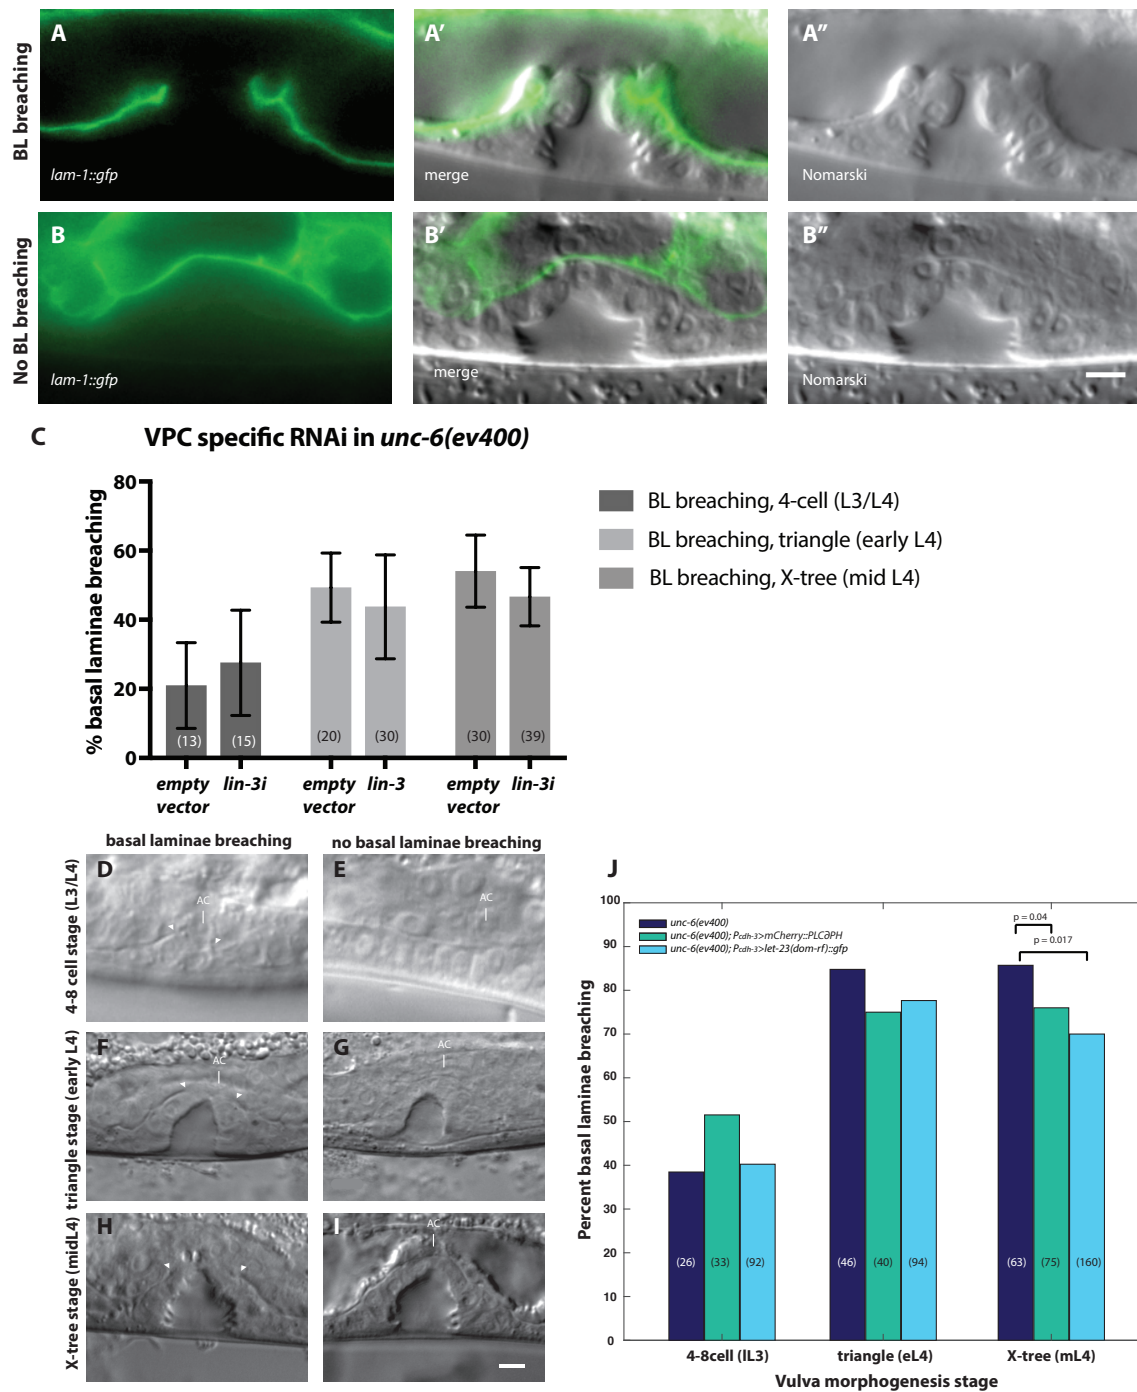 BL breaching
A
lam-1::gfp
A′
merge
A″
Nomarski
No BL breaching
B
lam-1::gfp
B′
merge
B″
Nomarski
C
VPC specific RNAi in unc-6(ev400)
% basal laminae breaching
80
60
40
20
0
(13)
(15)
(20)
(30)
(30)
(39)
empty vector
lin-3i
empty vector
lin-3
empty vector
lin-3i
BL breaching, 4-cell (L3/L4)
BL breaching, triangle (early L4)
BL breaching, X-tree (mid L4)
basal laminae breaching
no basal laminae breaching
4-8 cell stage (L3/L4)
D
AC
E
AC
triangle stage (early L4)
F
AC
G
AC
X-tree stage (midL4)
H
I
AC
J
Percent basal laminae breaching
100
90
80
70
60
50
40
30
20
10
0
unc-6(ev400)
unc-6(ev400); Pcdh-3>mCherry::PLC∂PH
unc-6(ev400); Pcdh-3>let-23(dom-rf)::gfp
p = 0.04
p = 0.017
(26)
(33)
(92)
(46)
(40)
(94)
(63)
(75)
(160)
4-8cell (lL3)
triangle (eL4)
X-tree (mL4)
Vulva morphogenesis stage